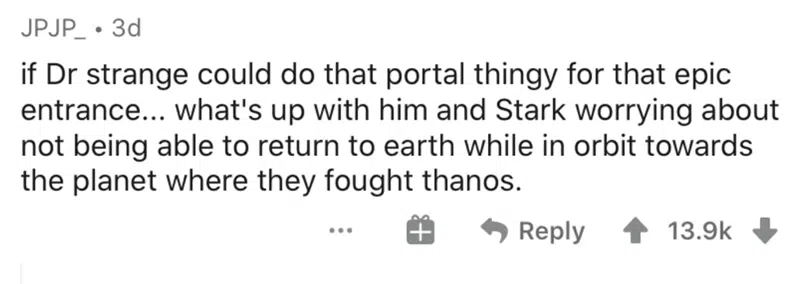 JPJP_ • 3d
if Dr strange could do that portal thingy for that epic
entrance... what's up with him and Stark worrying about
not being able to return to earth while in orbit towards
the planet where they fought thanos.
... Reply 13.9k